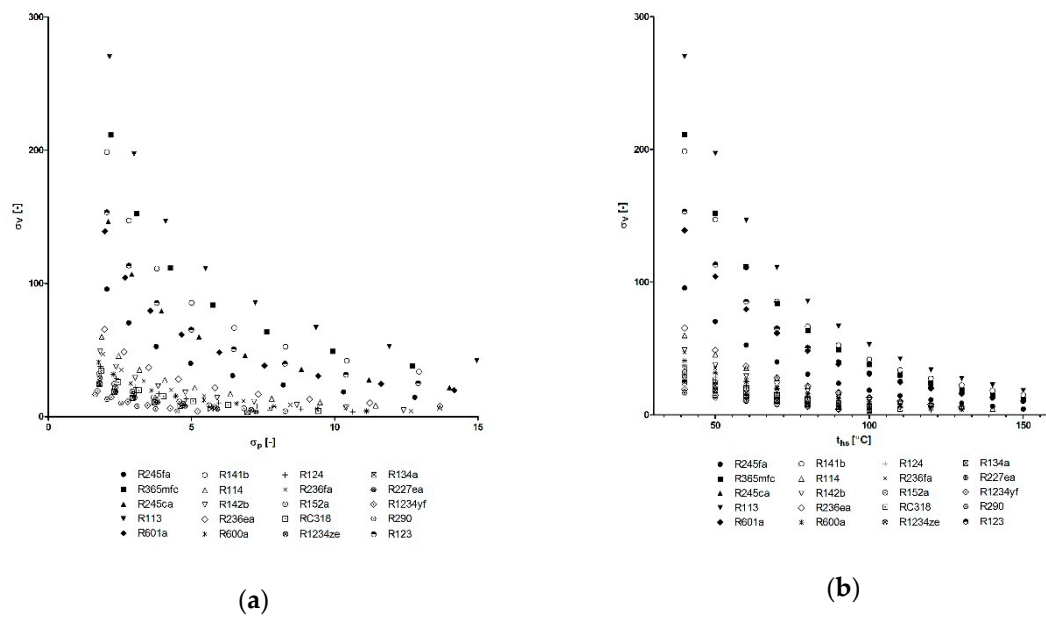 a)
b)
300
200
100
0
σv [-]
0
5
10
15
σp [-]
300
200
100
0
σv [-]
50
100
150
ths [°C]
R245fa R141b R124 R134a
R365mfc R114 R236fa R227ea
R245ca R142b R152a R1234yf
R113 R236ea RC318 R290
R601a R600a R1234ze R123
R245fa R141b R124 R134a
R365mfc R114 R236fa R227ea
R245ca R142b R152a R1234yf
R113 R236ea RC318 R290
R601a R600a R1234ze R123
(a)
(b)